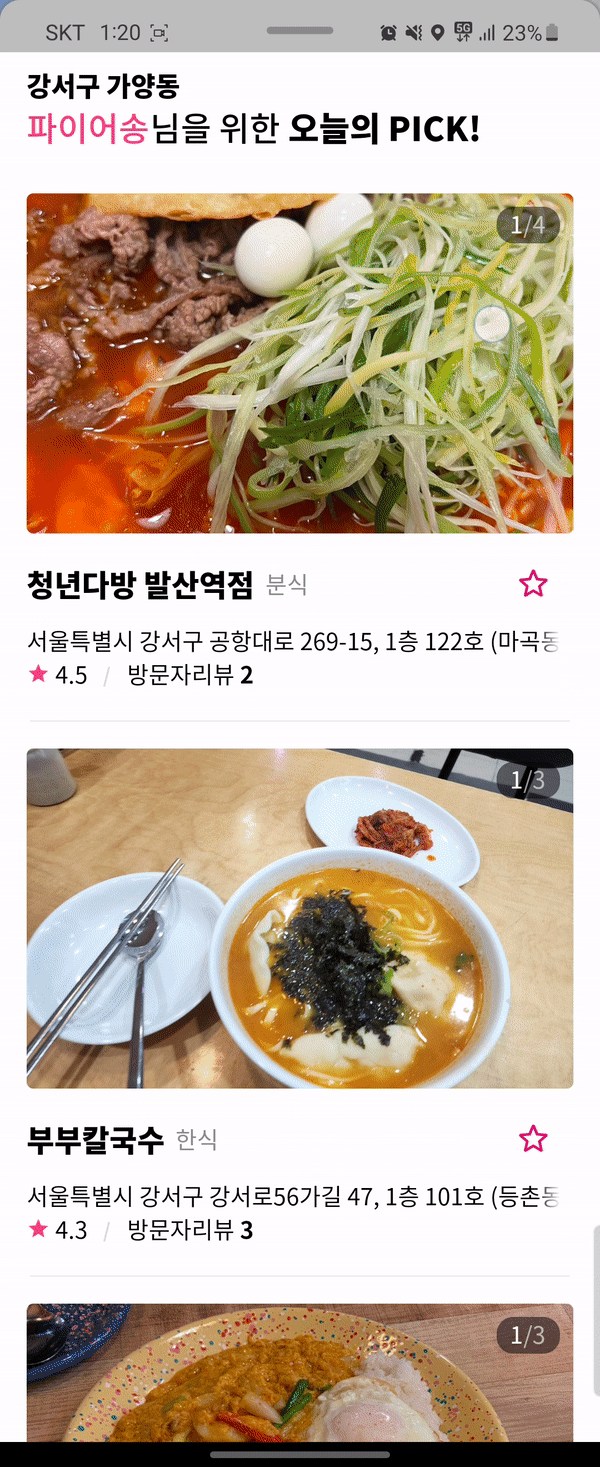 SKT 1:20 5G 23%
강서구 가양동
파이어송님을 위한 오늘의 PICK!
1/4
청년다방 발산역점 분식
서울특별시 강서구 공항대로 269-15, 1층 122호 (마곡동
★ 4.5 / 방문자리뷰 2
1/3
부부칼국수 한식
서울특별시 강서구 강서로56가길 47, 1층 101호 (등촌동
★ 4.3 / 방문자리뷰 3
1/3